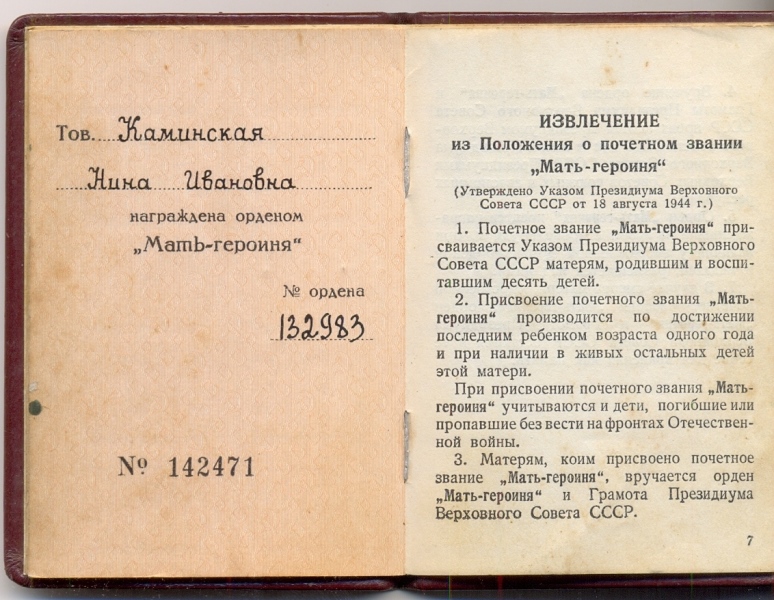 Тов. Каминская
Нина Ивановна
награждена орденом
„Мать-героиня“
№ ордена
132983
№ 142471
ИЗВЛЕЧЕНИЕ
из Положения о почетном звании
„Мать-героиня“
(Утверждено Указом Президиума Верховного
Совета СССР от 18 августа 1944 г.)
1. Почетное звание „Мать-героиня“ при-
сваивается Указом Президиума Верховного
Совета СССР матерям, родившим и воспи-
тавшим десять детей.
2. Присвоение почетного звания „Мать-
героиня“ производится по достижении
последним ребенком возраста одного года
и при наличии в живых остальных детей
этой матери.
При присвоении почетного звания „Мать-
героиня“ учитываются и дети, погибшие или
пропавшие без вести на фронтах Отечествен-
ной войны.
3. Матерям, коим присвоено почетное
звание „Мать-героиня“, вручается орден
„Мать-героиня“ и Грамота Президиума
Верховного Совета СССР.
7